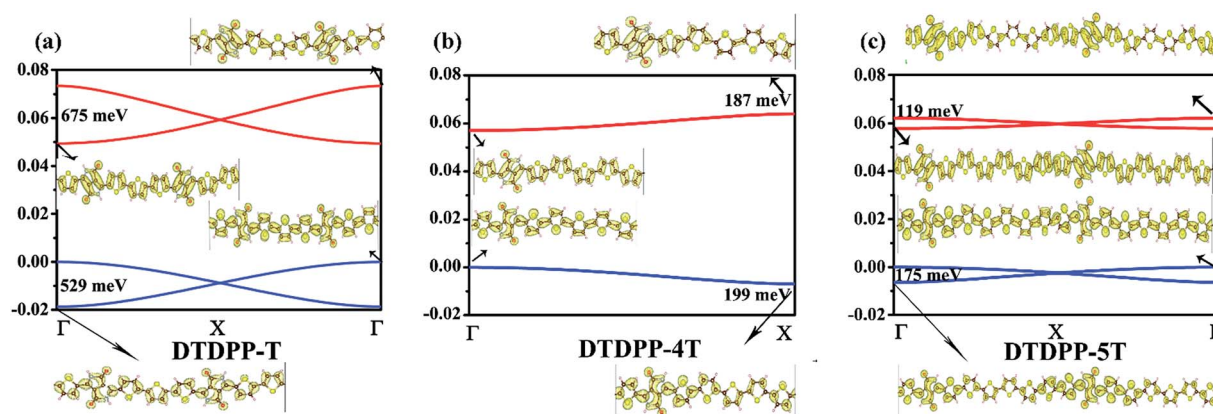 (a)
0.08
0.06
0.04
0.02
0.00
-0.02
675 meV
529 meV
Γ
X
Γ
DTDPP-T
(b)
0.08
0.06
0.04
0.02
0.00
-0.02
187 meV
199 meV
Γ
X
DTDPP-4T
(c)
0.08
0.06
0.04
0.02
0.00
-0.02
119 meV
175 meV
Γ
X
DTDPP-5T